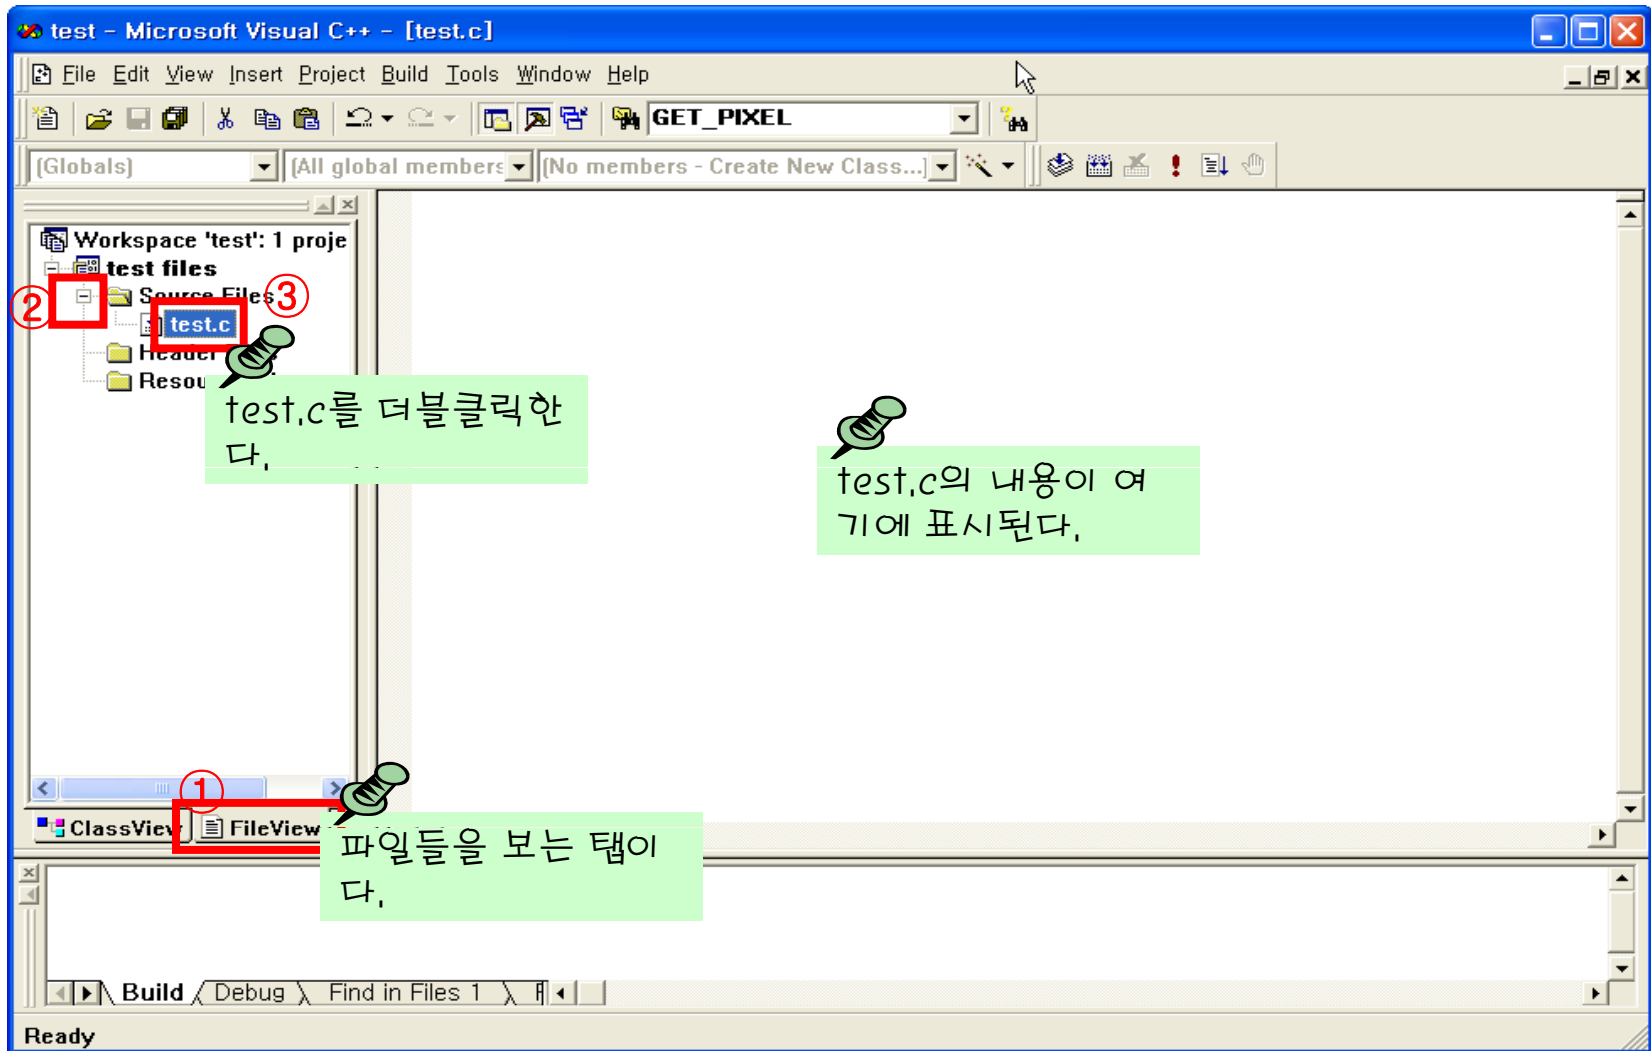 test - Microsoft Visual C++ - [test.c]
File Edit View Insert Project Build Tools Window Help
GET_PIXEL
(Globals) (All global members (No members - Create New Class...)
Workspace 'test': 1 proje
test files
② Source Files ③
test.c
Header
test.c를 더블클릭한
다.
test.c의 내용이 여
기에 표시된다.
①
ClassView FileView
파일들을 보는 탭이
다.
Build Debug Find in Files 1
Ready